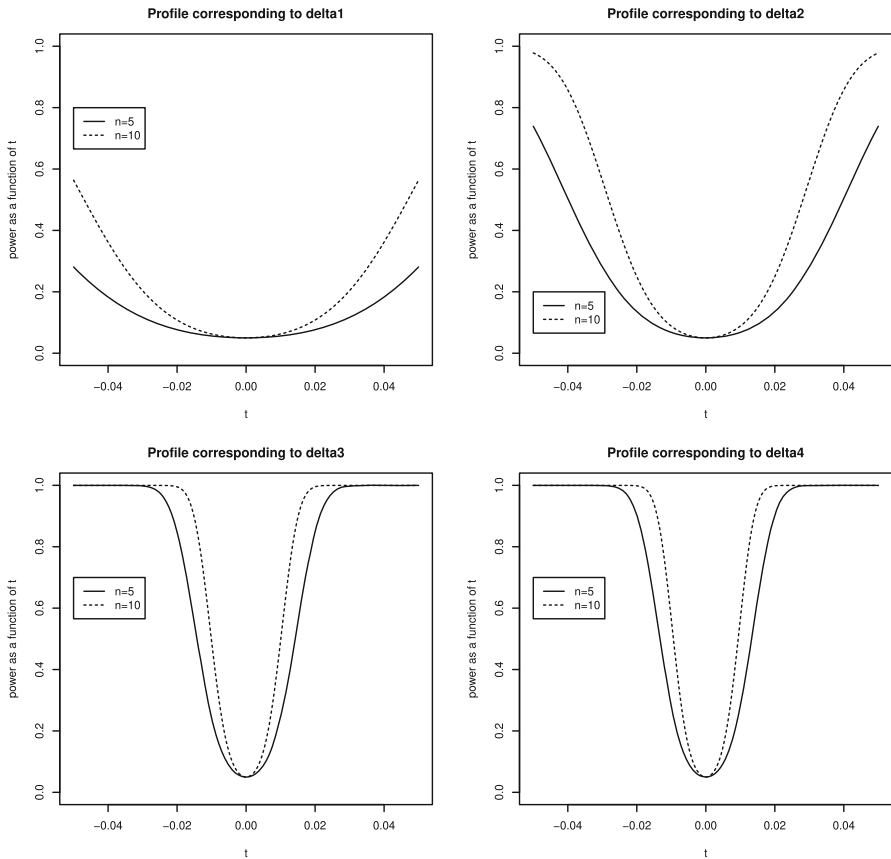 Profile corresponding to delta1
power as a function of t
1.0
0.8
0.6
0.4
0.2
0.0
n=5
n=10
−0.04 −0.02 0.00 0.02 0.04
t
Profile corresponding to delta2
power as a function of t
1.0
0.8
0.6
0.4
0.2
0.0
n=5
n=10
−0.04 −0.02 0.00 0.02 0.04
t
Profile corresponding to delta3
power as a function of t
1.0
0.8
0.6
0.4
0.2
0.0
n=5
n=10
−0.04 −0.02 0.00 0.02 0.04
t
Profile corresponding to delta4
power as a function of t
1.0
0.8
0.6
0.4
0.2
0.0
n=5
n=10
−0.04 −0.02 0.00 0.02 0.04
t